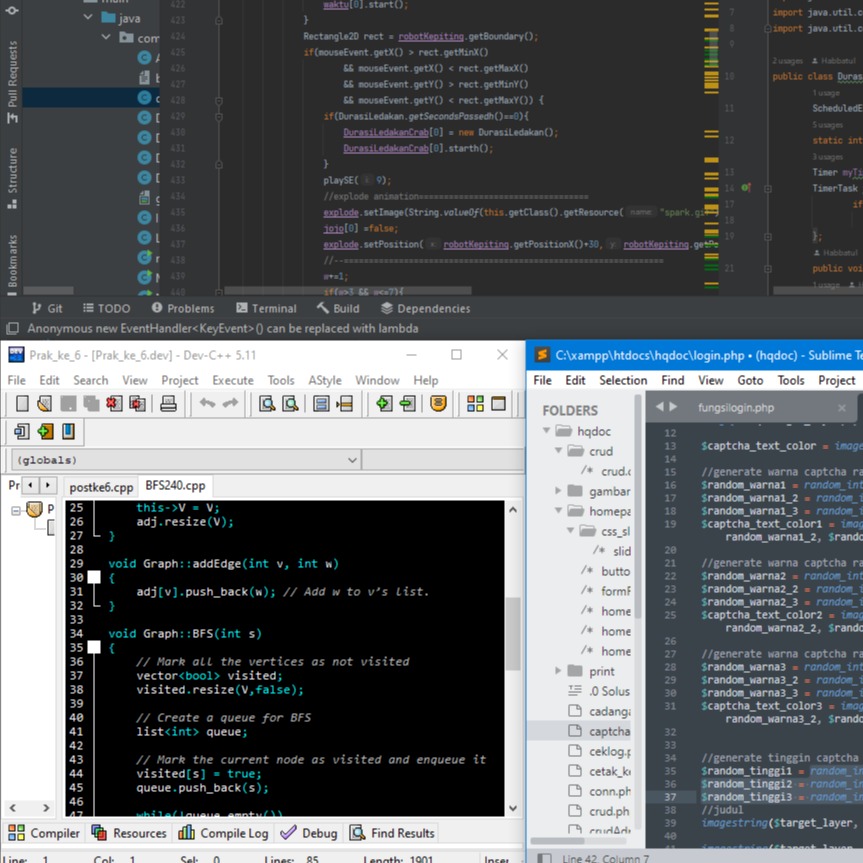 main
java
com
Pull Requests
Structure
Bookmarks
422 waktu[0].start();
423 }
424 Rectangle2D rect = robotKepiting.getBoundary();
425 if(mouseEvent.getX() > rect.getMinX()
426 && mouseEvent.getX() < rect.getMaxX()
427 && mouseEvent.getY() > rect.getMinY()
428 && mouseEvent.getY() < rect.getMaxY()) {
429 if(DurasiLedakan.getSecondsPassedh()==0){
430 DurasiLedakanCrab[0] = new DurasiLedakan();
431 DurasiLedakanCrab[0].starth();
432 }
433 playSE( i: 9);
434 //explode animation==============================
435 explode.setImage(String.valueOf(this.getClass().getResource( name: "spark.gi
436 jojo[0] =false;
437 explode.setPosition( x: robotKepiting.getPositionX()+30, y: robotKepiting.getP
438 //--==========================================================
439 m+=1;
440 if(m>3 && m<=7){
7 import java.util.c
8 import java.util.c
9
2 usages Habbatul
10 public class Duras
1 usage
11 ScheduledE
5 usages
12 static int
3 usages
13 Timer myTi
14 TimerTask
17 if
18
19 };
Habbatul
21 public voi
1 usage
Git TODO Problems Terminal Build Dependencies
Anonymous new EventHandler<KeyEvent>() can be replaced with lambda
Prak_ke_6 - [Prak_ke_6.dev] - Dev-C++ 5.11
File Edit Search View Project Execute Tools AStyle Window Help
(globals)
Pr
postke6.cpp BFS240.cpp
P
25 this->V = V;
26 adj.resize(V);
27 }
28
29 void Graph::addEdge(int v, int w)
30 {
31 adj[v].push_back(w); // Add w to v's list.
32 }
33
34 void Graph::BFS(int s)
35 {
36 // Mark all the vertices as not visited
37 vector<bool> visited;
38 visited.resize(V,false);
39
40 // Create a queue for BFS
41 list<int> queue;
42
43 // Mark the current node as visited and enqueue it
44 visited[s] = true;
45 queue.push_back(s);
46
47 while(!queue.empty())
Compiler Resources Compile Log Debug Find Results
Line: 1 Col: 1 Sel: 0 Lines: 85 Length: 1901 Inser
C:\xampp\htdocs\hqdoc\login.php • (hqdoc) - Sublime Te
File Edit Selection Find View Goto Tools Project
FOLDERS
hqdoc
crud
/* crud.c
gambar
homepa
css_sl
/* slid
/* butto
/* formF
/* home
/* home
/* home
print
.0 Solus
cadanga
captcha
ceklog.p
cetak_k
conn.ph
crud.ph
crudAdm
fungsilogin.php
12
13 $captcha_text_color = image
14
15 //generate warna captcha ra
16 $random_warna1 = random_int
17 $random_warna1_2 = random_i
18 $random_warna1_3 = random_i
19 $captcha_text_color1 = imag
random_warna1_2, $rando
20
21 //generate warna captcha ra
22 $random_warna2 = random_int
23 $random_warna2_2 = random_i
24 $random_warna2_3 = random_i
25 $captcha_text_color2 = imag
random_warna2_2, $rando
26
27 //generate warna captcha ra
28 $random_warna3 = random_int
29 $random_warna3_2 = random_i
30 $random_warna3_3 = random_i
31 $captcha_text_color3 = imag
random_warna3_2, $rando
32
33
34 //generate tinggin captcha
35 $random_tinggi1 = random_in
36 $random_tinggi2 = random_in
37 $random_tinggi3 = random_in
38 //judul
39 imagestring($target_layer,
40
Line 42, Column 7